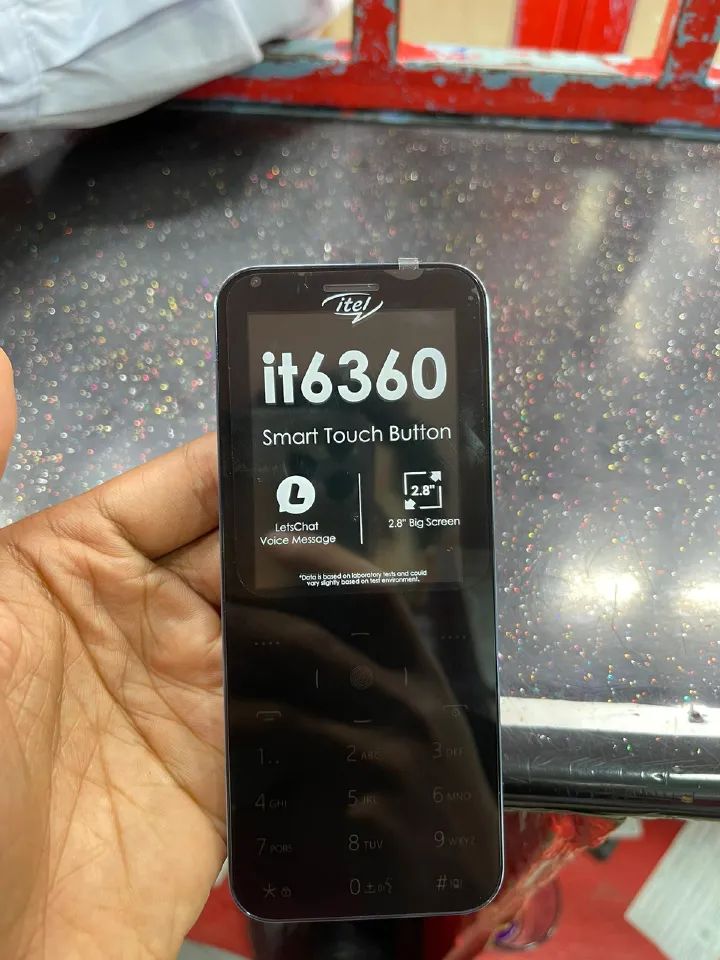 itel
it6360
Smart Touch Button
L
LetsChat
Voice Message
2.8"
2.8" Big Screen
*Data is based on laboratory tests and could
vary slightly based on test environment.
1..
2 ABC
3 DEF
4 GHI
5 JKL
6 MNO
7 PQRS
8 TUV
9 WXYZ
*
0 ±
#